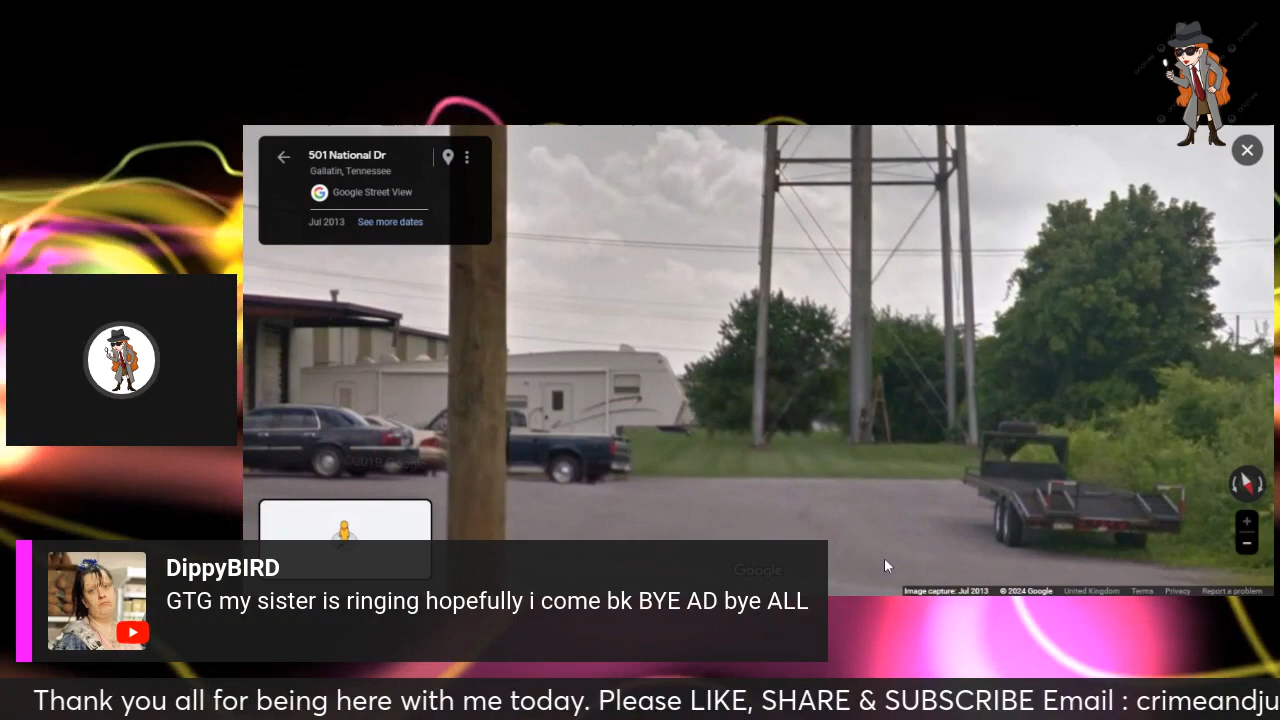 501 National Dr
Gallatin, Tennessee
Google Street View
Jul 2013 See more dates
Google
Image capture: Jul 2013 © 2024 Google United Kingdom Terms Privacy Report a problem
DippyBIRD
GTG my sister is ringing hopefully i come bk BYE AD bye ALL
Thank you all for being here with me today. Please LIKE, SHARE & SUBSCRIBE Email : crimeandju